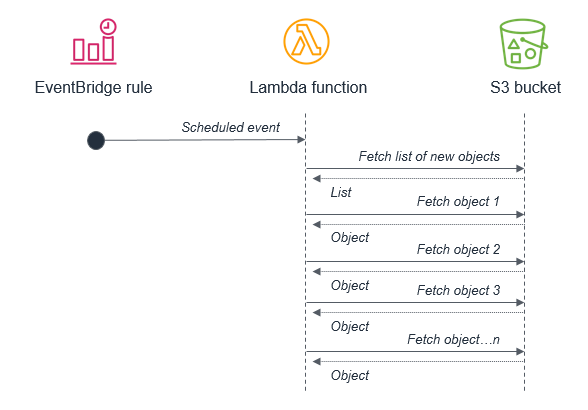 EventBridge rule
Lambda function
S3 bucket
Scheduled event
Fetch list of new objects
List
Fetch object 1
Object
Fetch object 2
Object
Fetch object 3
Object
Fetch object…n
Object